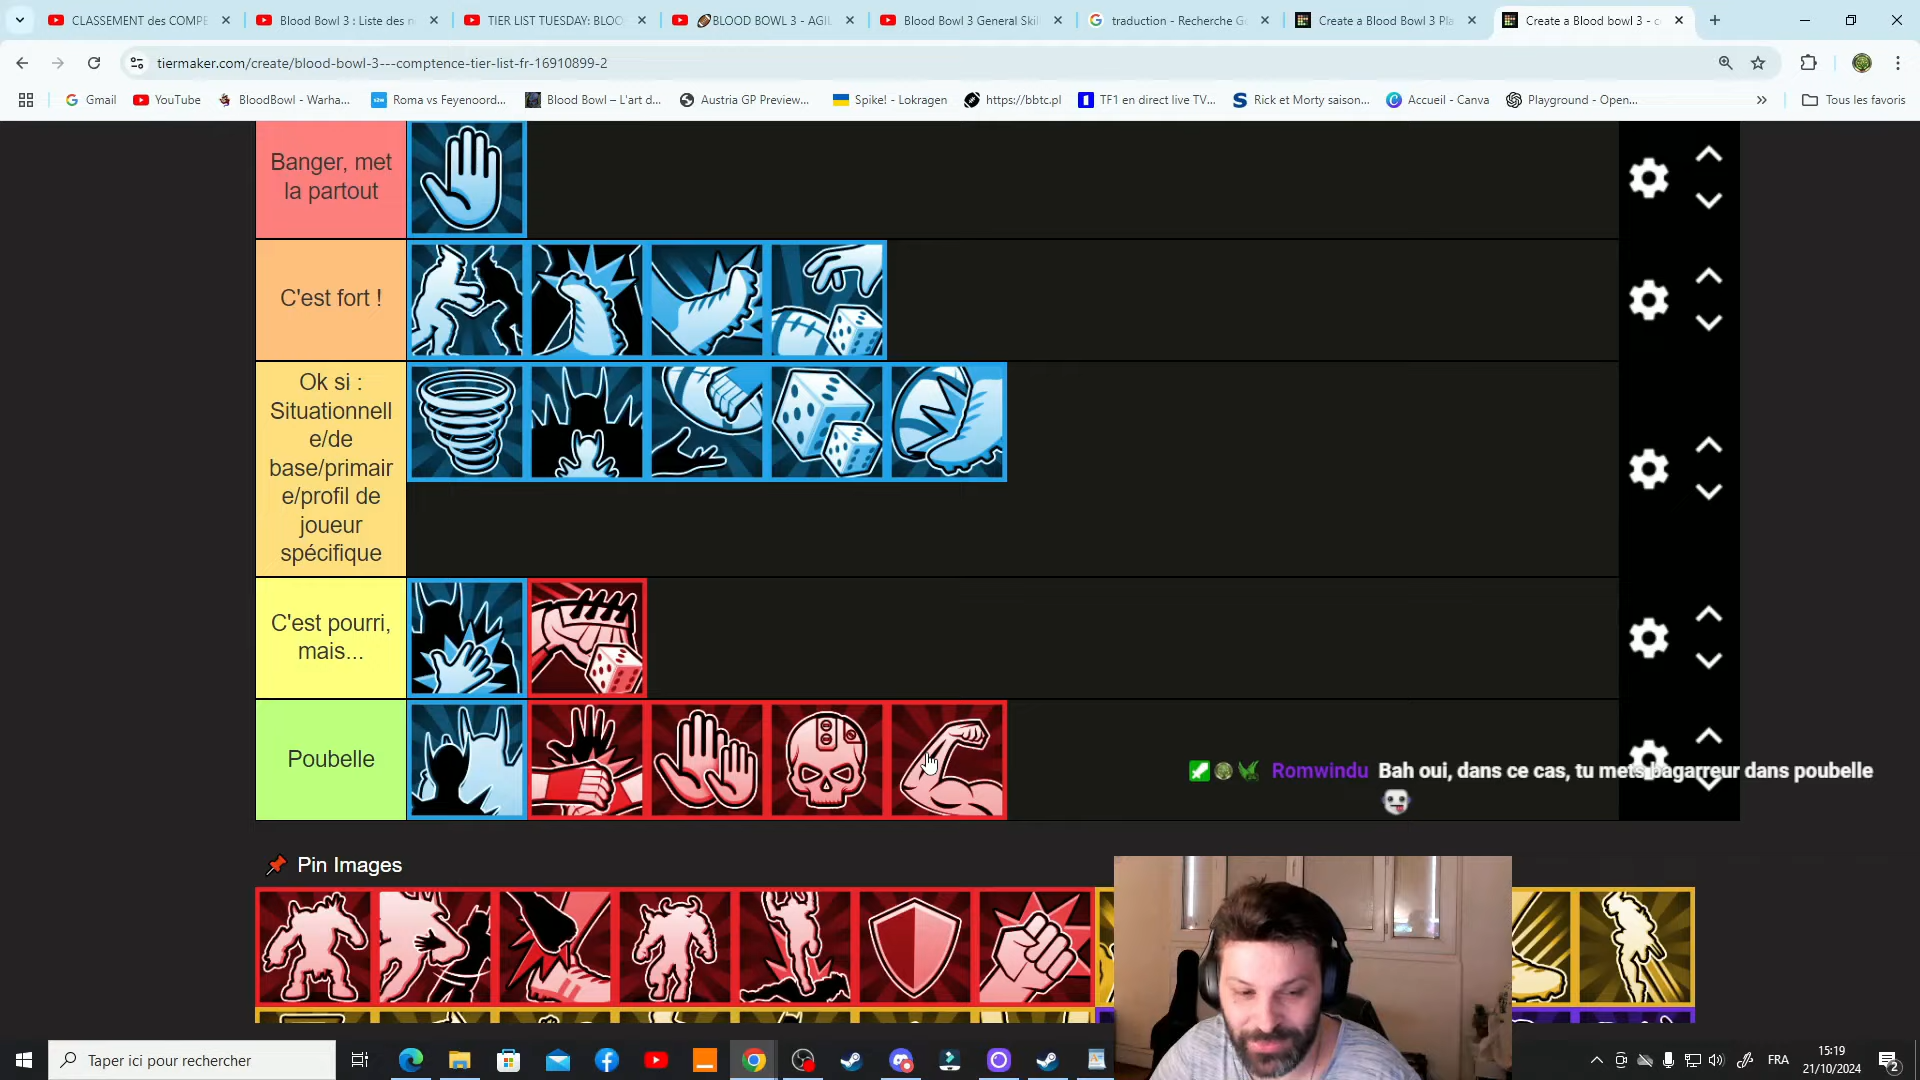 CLASSEMENT des COMPE
Blood Bowl 3 : Liste des n
TIER LIST TUESDAY: BLOO
🏈BLOOD BOWL 3 - AGIL
Blood Bowl 3 General Skil
traduction - Recherche Go
Create a Blood Bowl 3 Pla
Create a Blood bowl 3 - c
tiermaker.com/create/blood-bowl-3---comptence-tier-list-fr-16910899-2
Gmail
YouTube
BloodBowl - Warha...
Roma vs Feyenoord...
Blood Bowl – L'art d...
Austria GP Preview...
Spike! - Lokragen
https://bbtc.pl
TF1 en direct live TV...
Rick et Morty saison...
Accueil - Canva
Playground - Open...
»
Tous les favoris
Banger, met
la partout
C'est fort !
Ok si :
Situationnell
e/de
base/primair
e/profil de
joueur
spécifique
C'est pourri,
mais...
Poubelle
Romwindu Bah oui, dans ce cas, tu mets bagarreur dans poubelle
Pin Images
Taper ici pour rechercher
FRA
15:19
21/10/2024
2